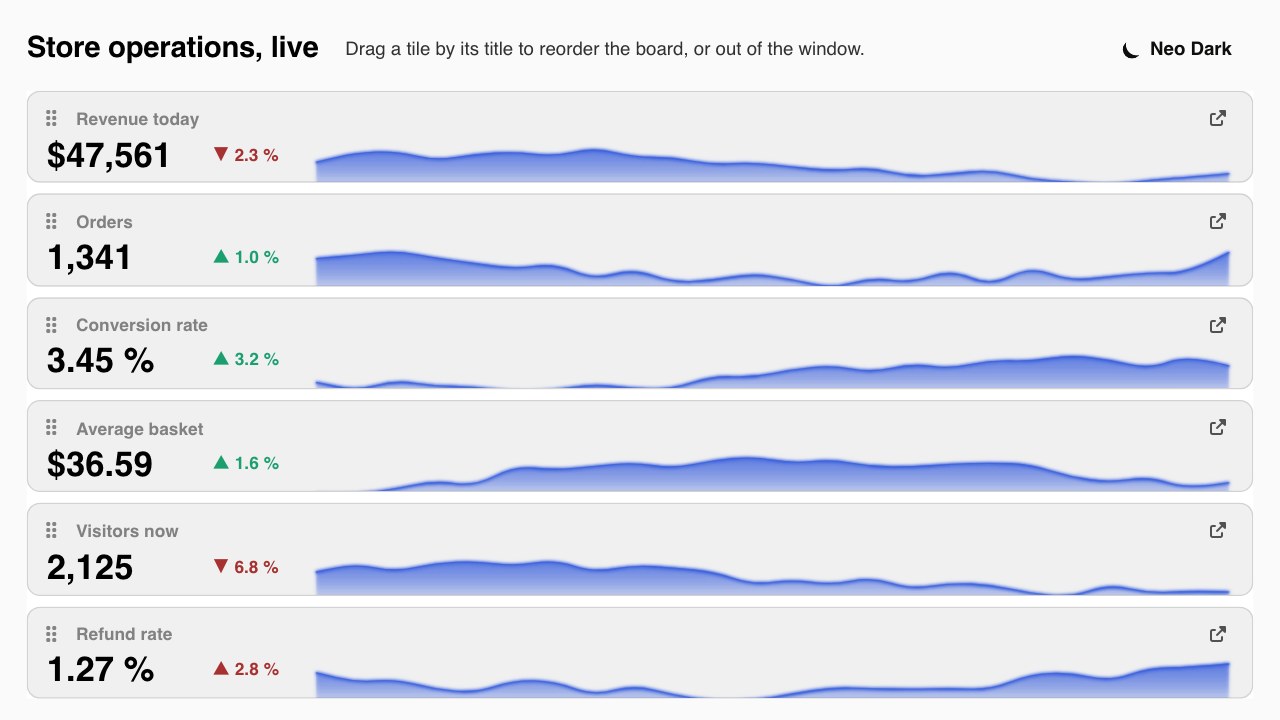 Store operations, live
Drag a tile by its title to reorder the board, or out of the window.
Neo Dark
Revenue today
$47,561
▼ 2.3 %
Orders
1,341
▲ 1.0 %
Conversion rate
3.45 %
▲ 3.2 %
Average basket
$36.59
▲ 1.6 %
Visitors now
2,125
▼ 6.8 %
Refund rate
1.27 %
▲ 2.8 %